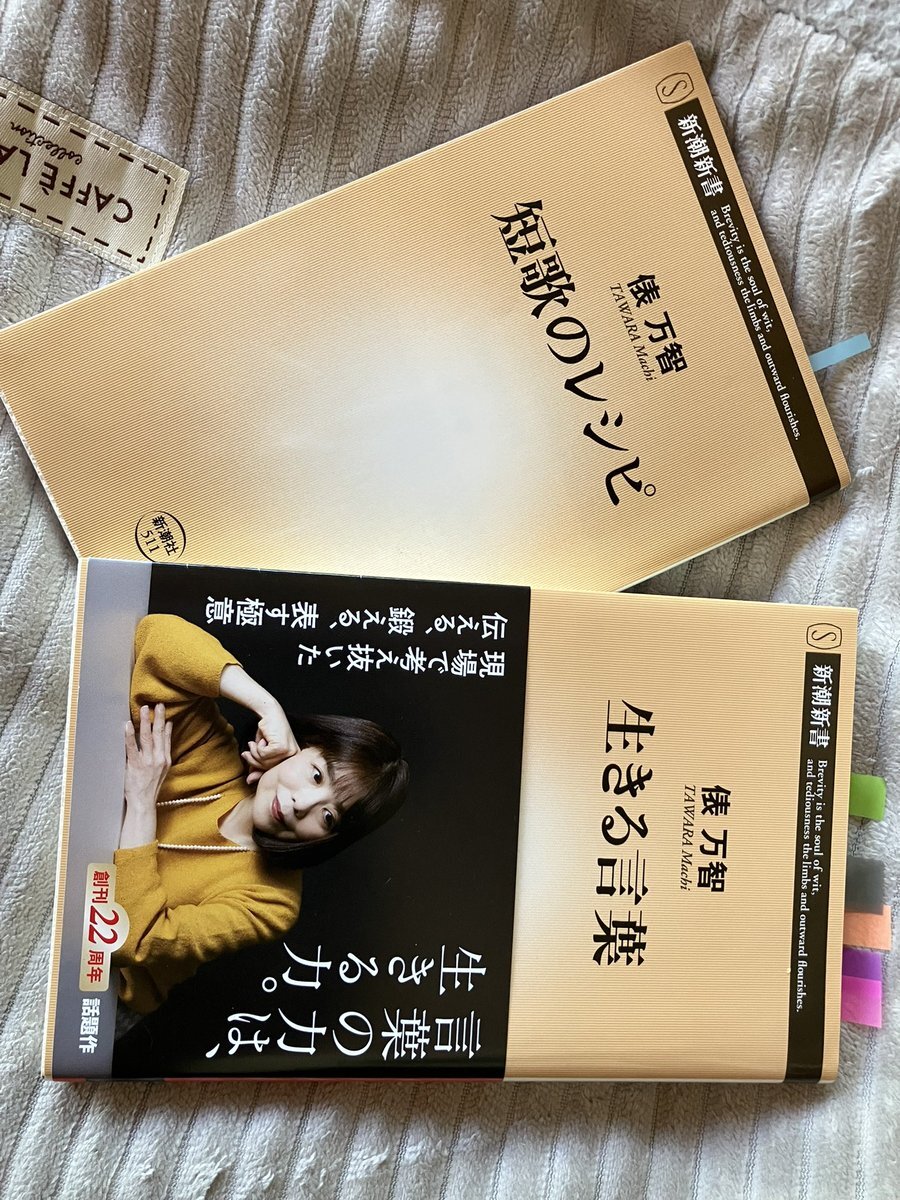 CAFFÈ LA
collection
S
新潮新書
Brevity is the soul of wit,
and tediousness the limbs and outward flourishes.
俵 万智
TAWARA Machi
短歌のレシピ
新潮社
511
S
新潮新書
Brevity is the soul of wit,
and tediousness the limbs and outward flourishes.
俵 万智
TAWARA Machi
生きる言葉
現場で考え抜いた
伝える、鍛える、表す極意
言葉の力は、
生きる力。
創刊22周年
話題作